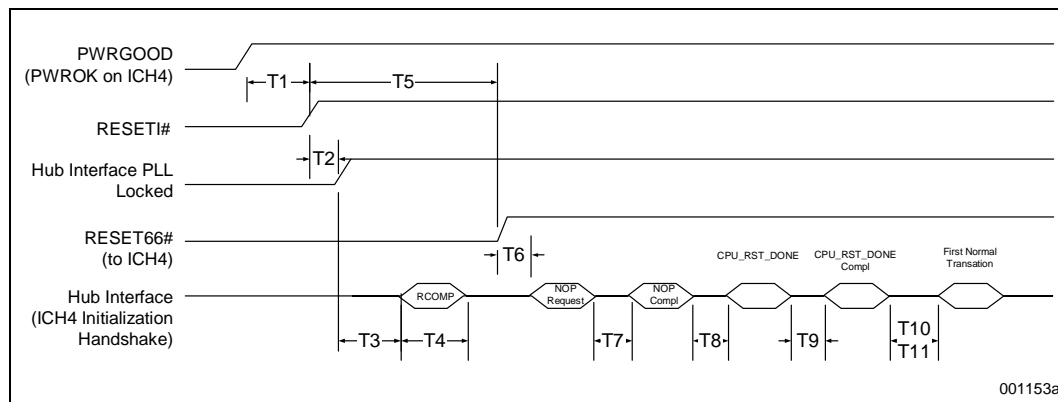 PWRGOOD
(PWROK on ICH4)
T1
T5
RESETI#
T2
Hub Interface PLL
Locked
RESET66#
(to ICH4)
T6
CPU_RST_DONE
CPU_RST_DONE
Compl
First Normal
Transation
Hub Interface
(ICH4 Initialization
Handshake)
RCOMP
NOP
Request
NOP
Compl
T3
T4
T7
T8
T9
T10
T11
001153a